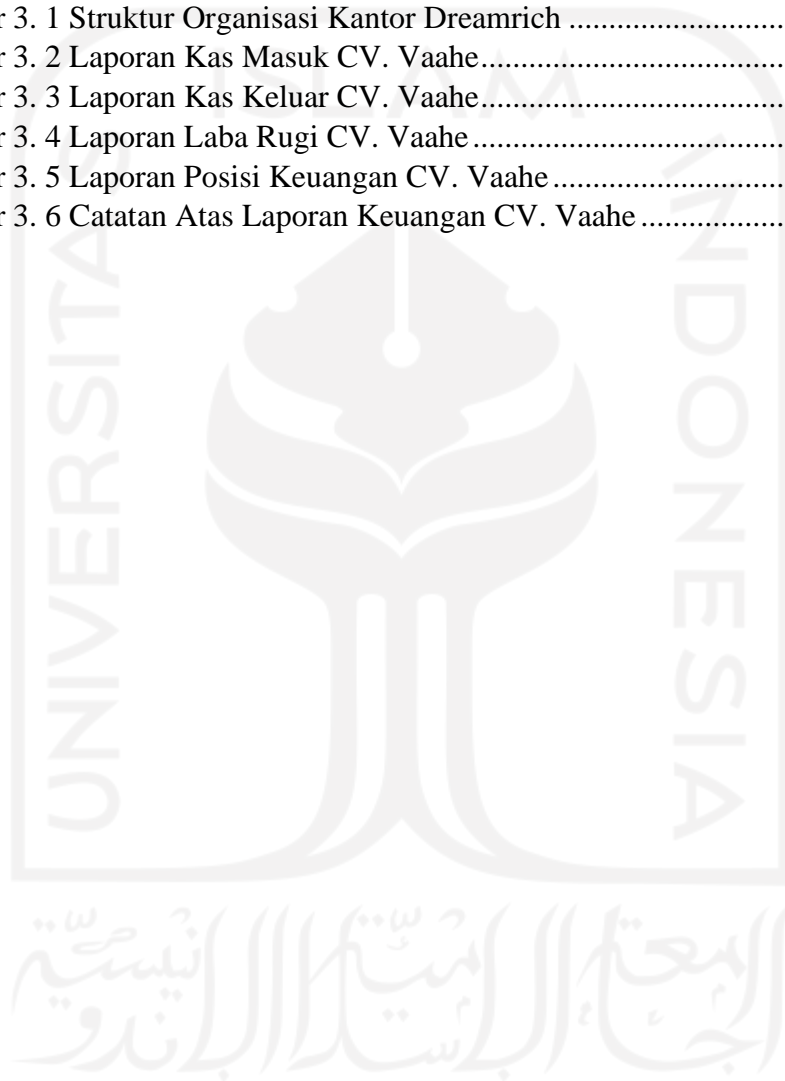 r 3. 1 Struktur Organisasi Kantor Dreamrich ..............................
r 3. 2 Laporan Kas Masuk CV. Vaahe..........................................
r 3. 3 Laporan Kas Keluar CV. Vaahe..........................................
r 3. 4 Laporan Laba Rugi CV. Vaahe...........................................
r 3. 5 Laporan Posisi Keuangan CV. Vaahe................................
r 3. 6 Catatan Atas Laporan Keuangan CV. Vaahe...................
UNIVERSITAS
ISLAM
INDONESIA